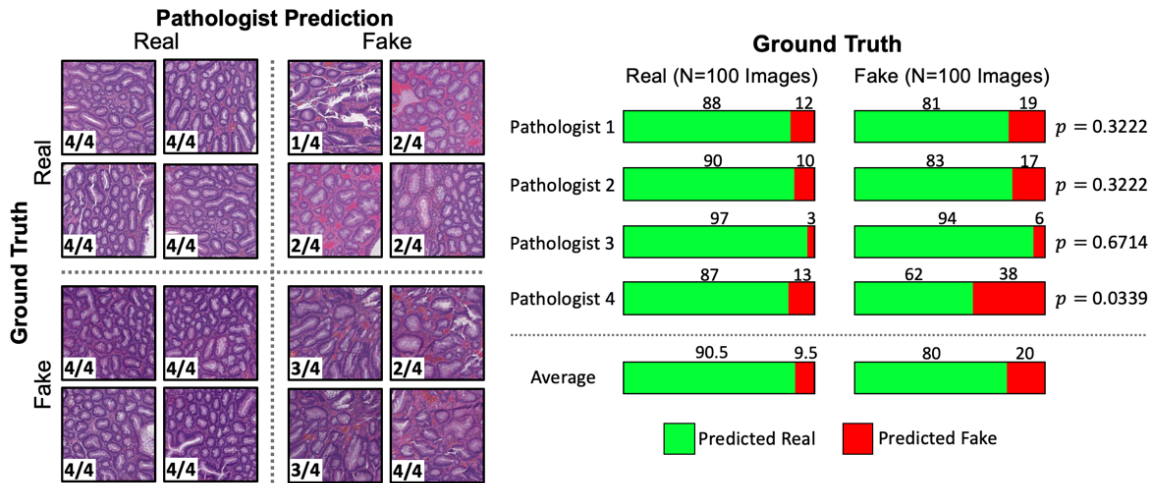 Pathologist Prediction
Real Fake
Ground Truth
Real
4/4 4/4 1/4 2/4
4/4 4/4 2/4 2/4
Fake
4/4 4/4 3/4 2/4
4/4 4/4 3/4 4/4
Ground Truth
Real (N=100 Images) Fake (N=100 Images)
88 12 81 19
Pathologist 1 p = 0.3222
90 10 83 17
Pathologist 2 p = 0.3222
97 3 94 6
Pathologist 3 p = 0.6714
87 13 62 38
Pathologist 4 p = 0.0339
90.5 9.5 80 20
Average
Predicted Real Predicted Fake